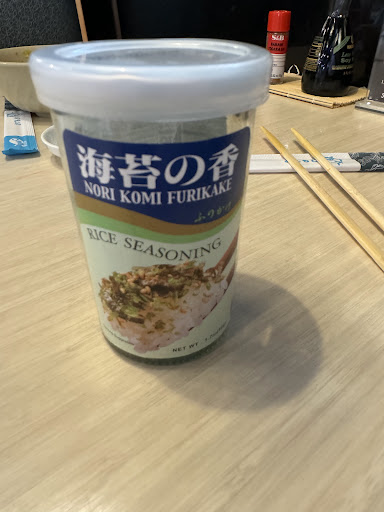 S&B
海苔の香
NORI KOMI FURIKAKE
ふりかけ
RICE SEASONING
NET WT.